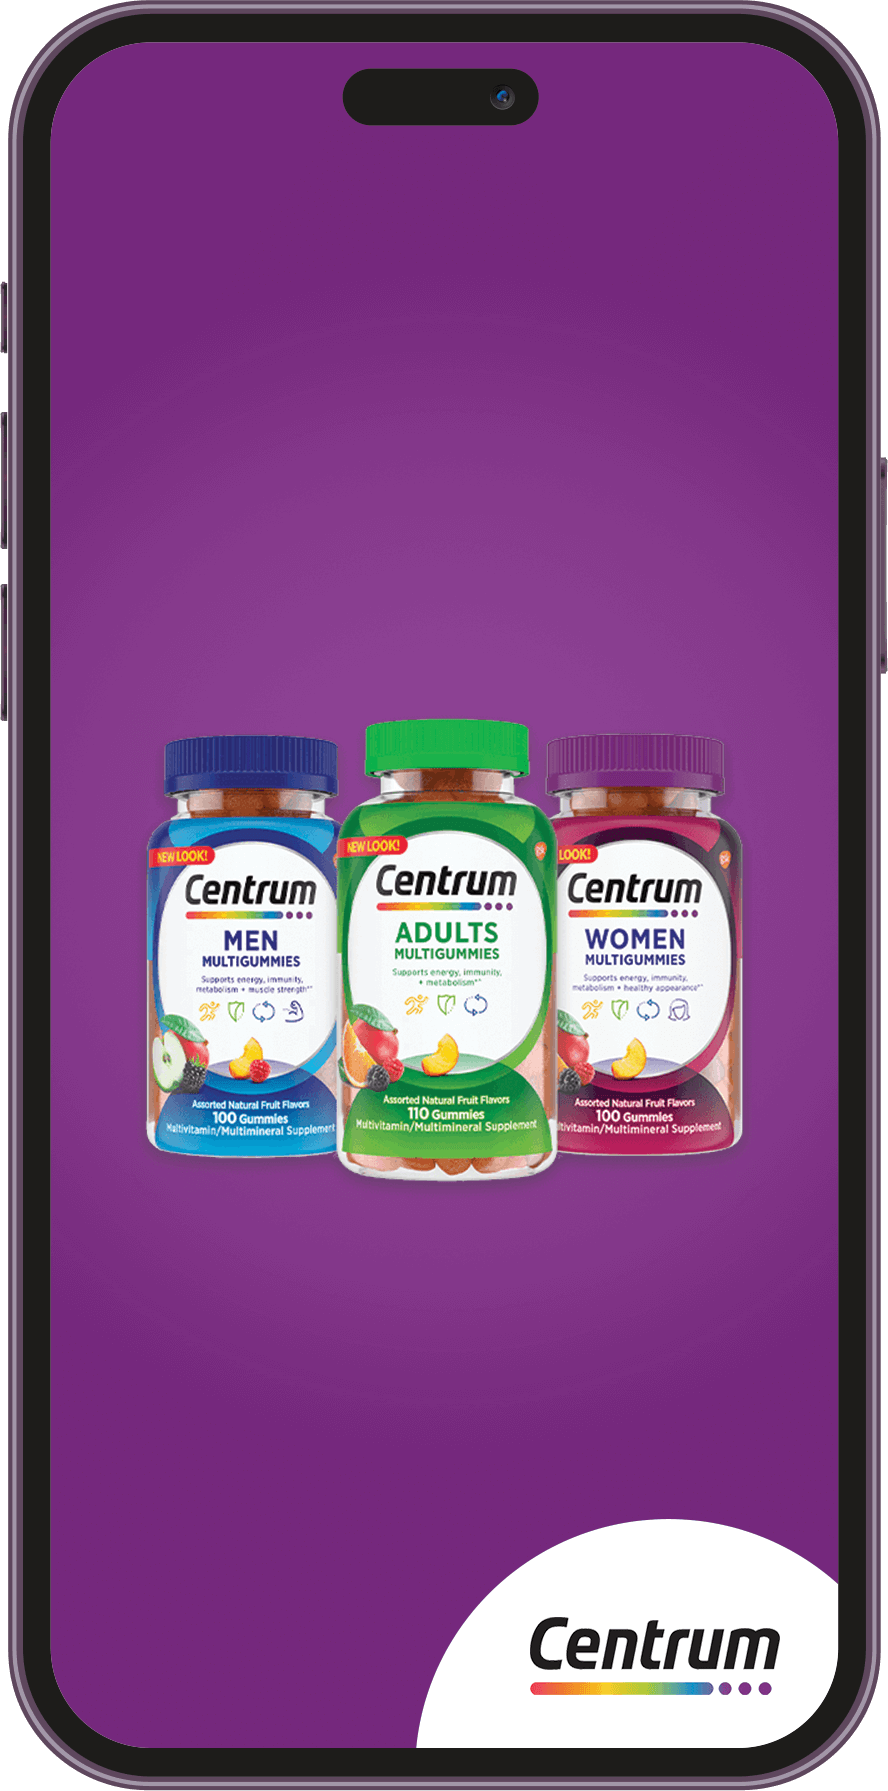 NEW LOOK!
Centrum
MEN
MULTIGUMMIES
Supports energy, immunity,
metabolism + muscle strength*^
Assorted Natural Fruit Flavors
100 Gummies
Multivitamin/Multimineral Supplement
NEW LOOK!
Centrum
ADULTS
MULTIGUMMIES
Supports energy, immunity,
+ metabolism*^
Assorted Natural Fruit Flavors
110 Gummies
Multivitamin/Multimineral Supplement
LOOK!
Centrum
WOMEN
MULTIGUMMIES
Supports energy, immunity,
metabolism + healthy appearance*^
Assorted Natural Fruit Flavors
100 Gummies
ltivitamin/Multimineral Supplement
Centrum